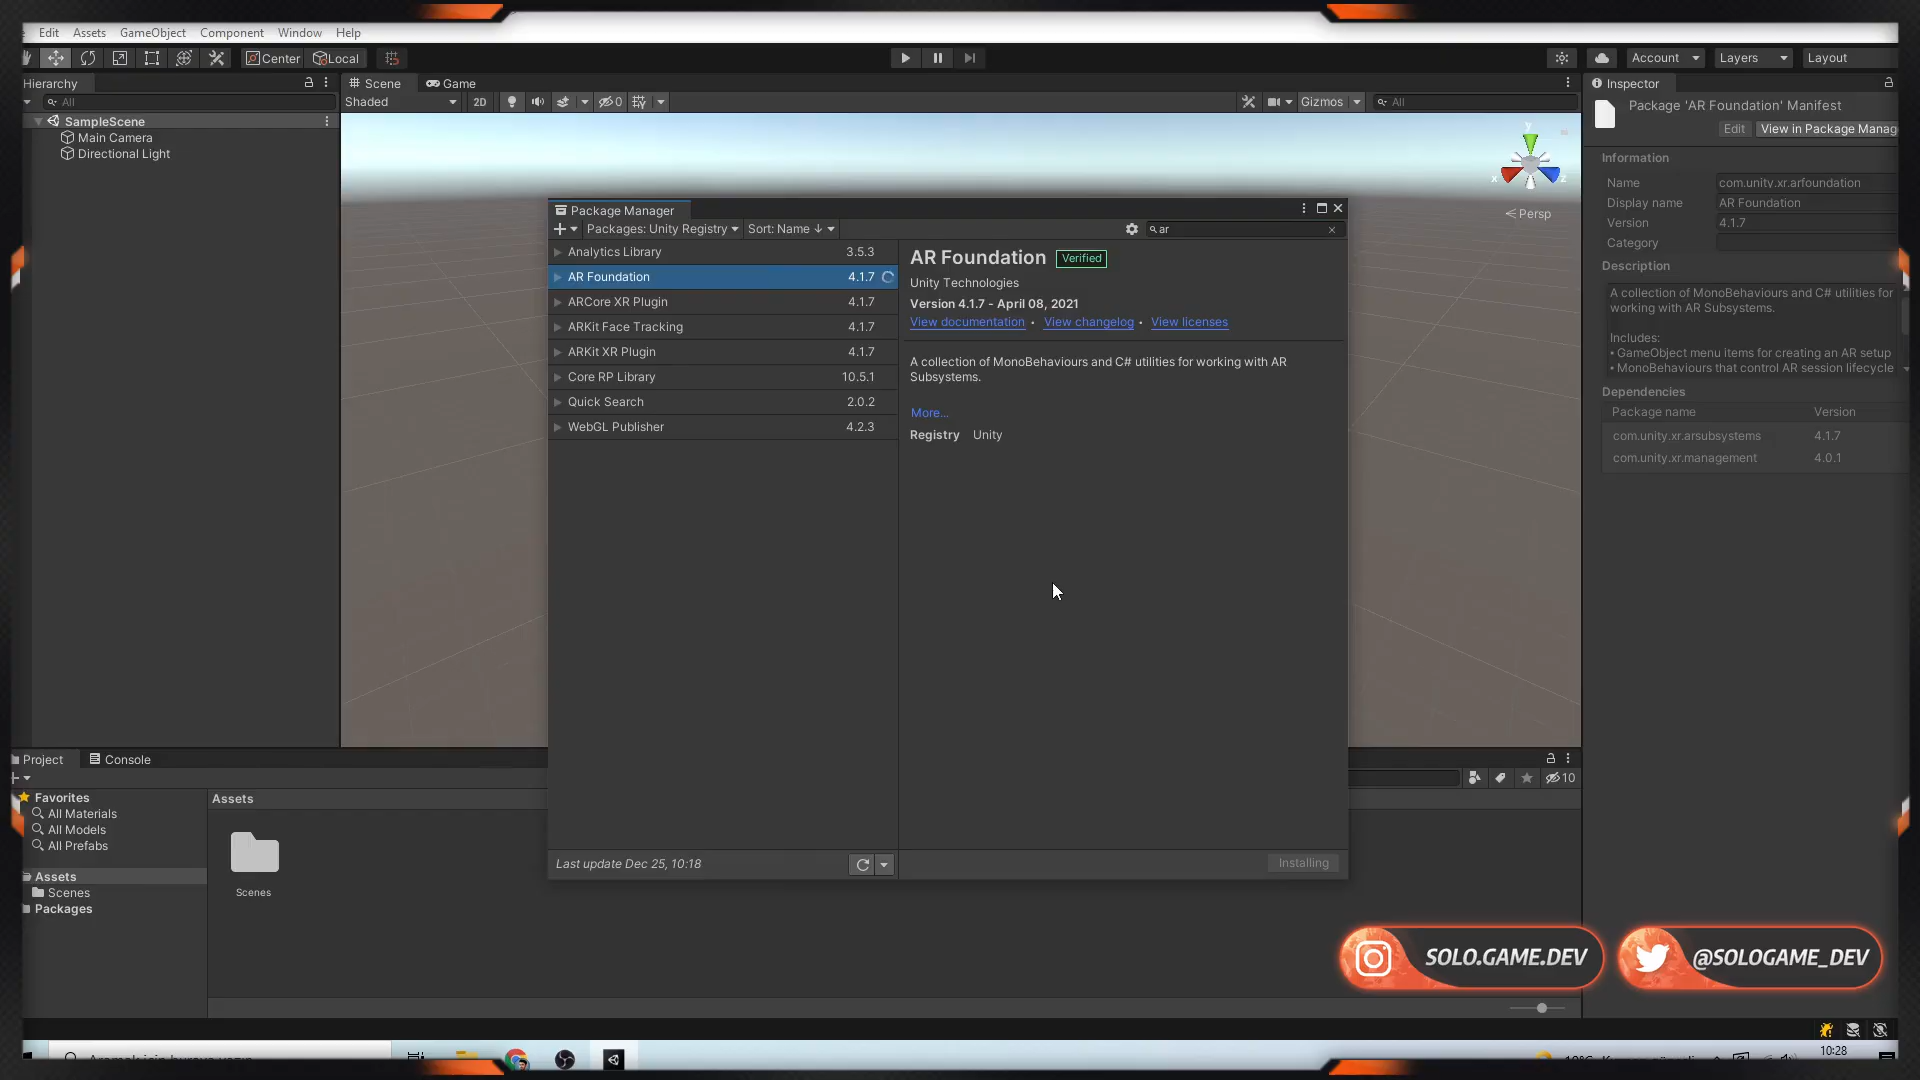 Edit Assets GameObject Component Window Help
Center Local
Account Layers Layout
Hierarchy
All
SampleScene
Main Camera
Directional Light
Scene Game
Shaded 2D 0 Gizmos All
y
x z
Persp
Package Manager
Packages: Unity Registry Sort: Name ↓ ar
Analytics Library 3.5.3
AR Foundation 4.1.7
ARCore XR Plugin 4.1.7
ARKit Face Tracking 4.1.7
ARKit XR Plugin 4.1.7
Core RP Library 10.5.1
Quick Search 2.0.2
WebGL Publisher 4.2.3
Last update Dec 25, 10:18
AR Foundation Verified
Unity Technologies
Version 4.1.7 - April 08, 2021
View documentation • View changelog • View licenses
A collection of MonoBehaviours and C# utilities for working with AR
Subsystems.
More...
Registry Unity
Installing
Inspector
Package 'AR Foundation' Manifest
Edit View in Package Manag
Information
Name com.unity.xr.arfoundation
Display name AR Foundation
Version 4.1.7
Category
Description
A collection of MonoBehaviours and C# utilities for
working with AR Subsystems.
Includes:
• GameObject menu items for creating an AR setup
• MonoBehaviours that control AR session lifecycle
Dependencies
Package name Version
com.unity.xr.arsubsystems 4.1.7
com.unity.xr.management 4.0.1
Project Console
10
Favorites
All Materials
All Models
All Prefabs
Assets
Scenes
Packages
Assets
Scenes
SOLO.GAME.DEV
@SOLOGAME_DEV
10:28